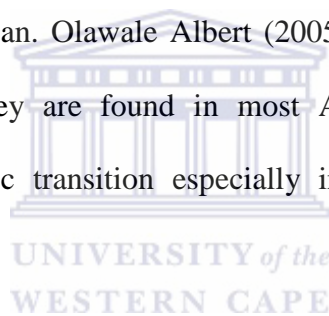 an. Olawale Albert (2005
ey are found in most A
c transition especially i
UNIVERSITY of the
WESTERN CAPE